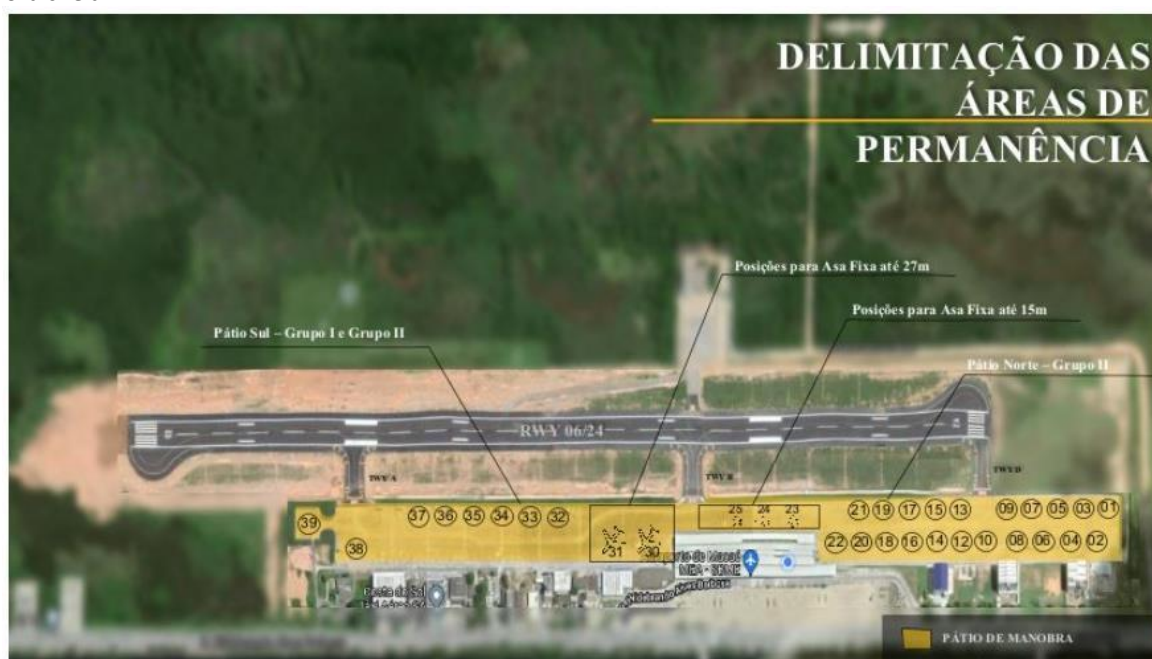 DELIMITAÇÃO DAS
ÁREAS DE
PERMANÊNCIA
Posições para Asa Fixa até 27m
Posições para Asa Fixa até 15m
Pátio Sul – Grupo I e Grupo II
Pátio Norte – Grupo II
RWY 06/24
TWY A
TWY B
TWY D
39 37 36 35 34 33 32 25 24 23 21 19 17 15 13 09 07 05 03 01
38 31 30 22 20 18 16 14 12 10 08 06 04 02
PÁTIO DE MANOBRA